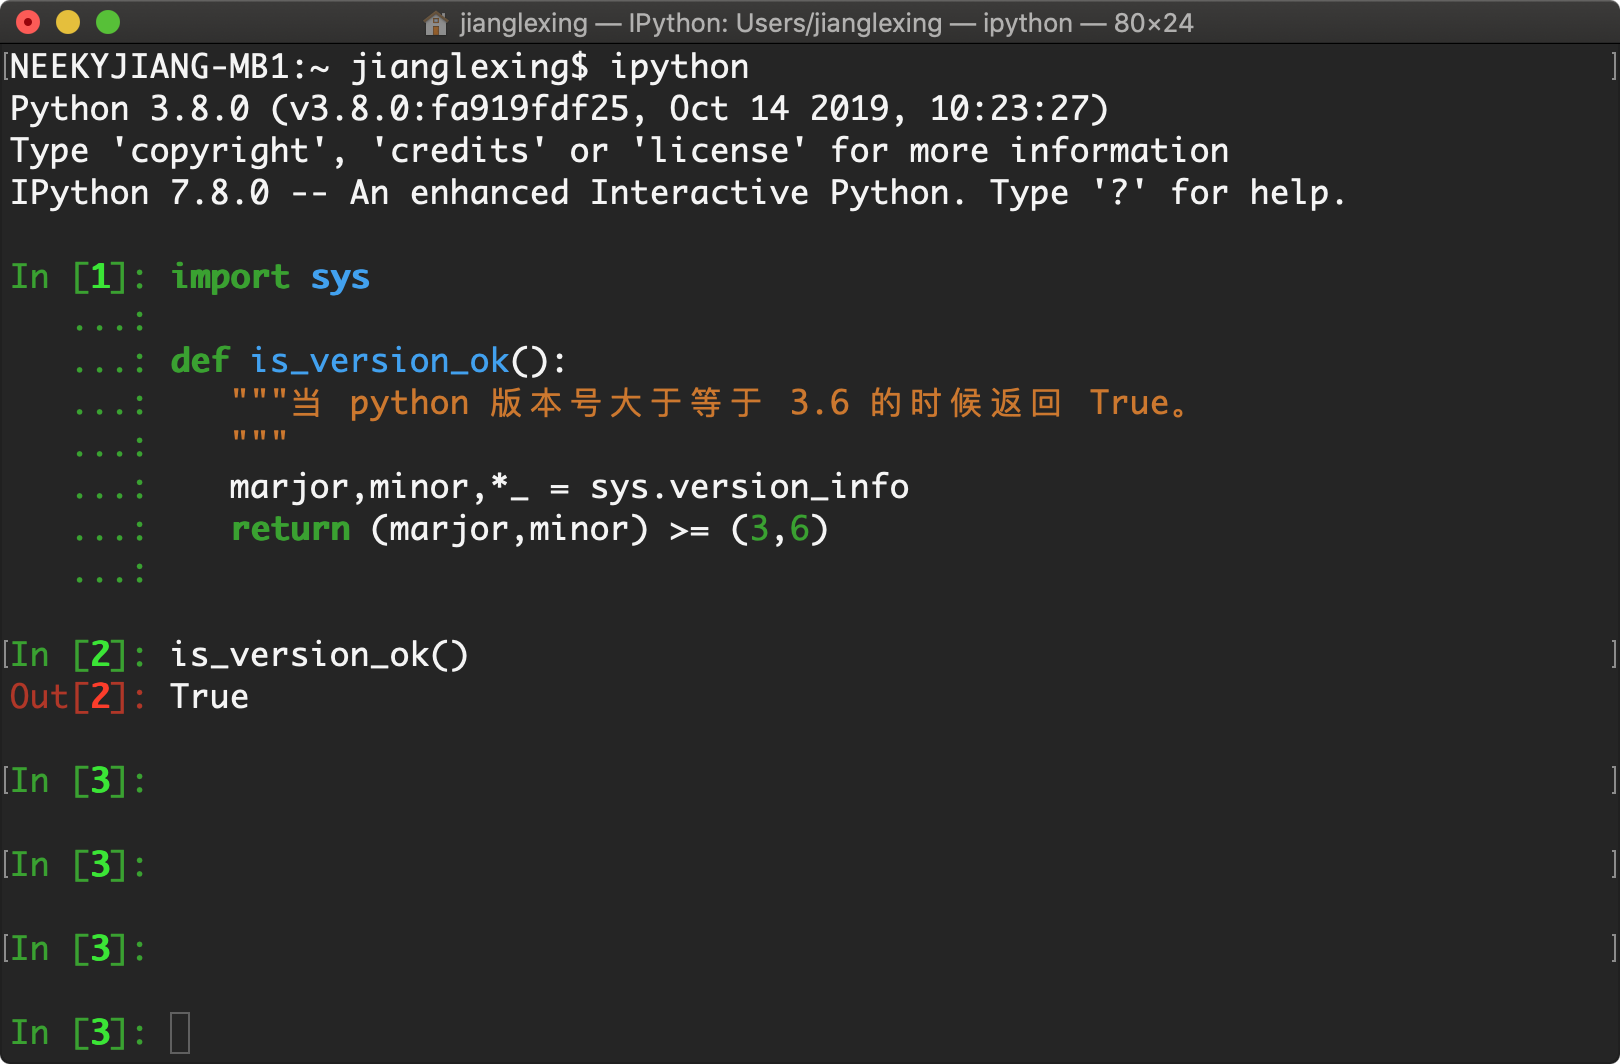 jianglexing — IPython: Users/jianglexing — ipython — 80×24
NEEKYJIANG-MB1:~ jianglexing$ ipython
Python 3.8.0 (v3.8.0:fa919fdf25, Oct 14 2019, 10:23:27)
Type 'copyright', 'credits' or 'license' for more information
IPython 7.8.0 -- An enhanced Interactive Python. Type '?' for help.
In [1]: import sys
   ...:
   ...: def is_version_ok():
   ...:    """当 python 版本号大于等于 3.6 的时候返回 True。
   ...:    """
   ...:    marjor,minor,*_ = sys.version_info
   ...:    return (marjor,minor) >= (3,6)
   ...:
In [2]: is_version_ok()
Out[2]: True
In [3]:
In [3]:
In [3]:
In [3]: